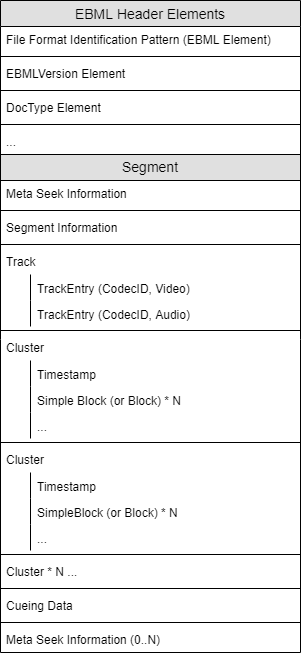 EBML Header Elements
File Format Identification Pattern (EBML Element)
EBMLVersion Element
DocType Element
...
Segment
Meta Seek Information
Segment Information
Track
TrackEntry (CodecID, Video)
TrackEntry (CodecID, Audio)
Cluster
Timestamp
Simple Block (or Block) * N
...
Cluster
Timestamp
SimpleBlock (or Block) * N
...
Cluster * N ...
Cueing Data
Meta Seek Information (0..N)